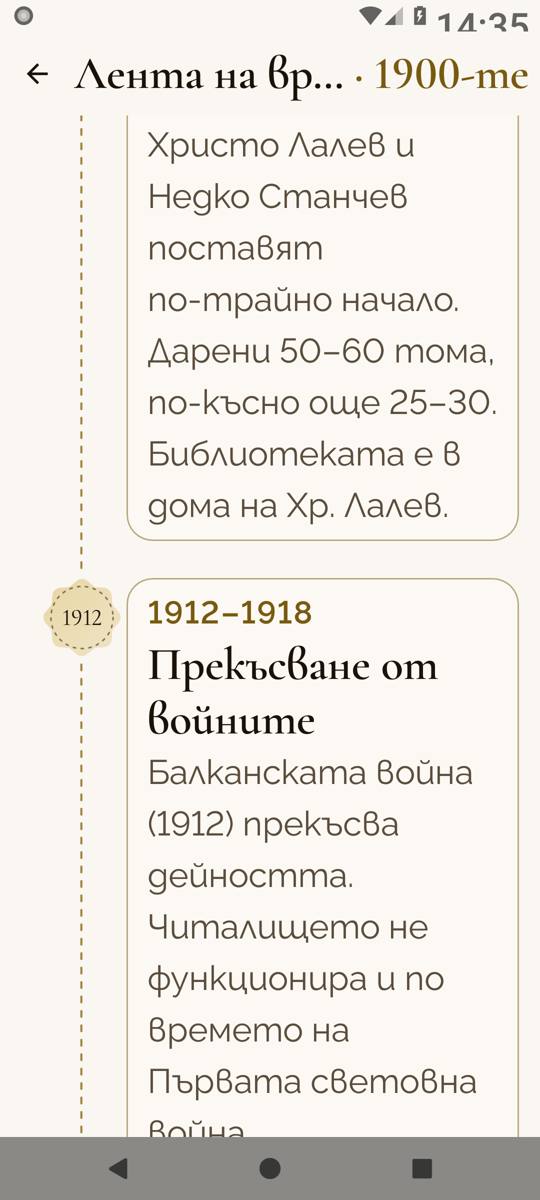 14:35
Лента на вр... · 1900-те
Христо Лалев и
Недко Станчев
поставят
по-трайно начало.
Дарени 50–60 тома,
по-късно още 25–30.
Библиотеката е в
дома на Хр. Лалев.
1912
1912–1918
Прекъсване от
войните
Балканската война
(1912) прекъсва
дейността.
Читалището не
функционира и по
времето на
Първата световна
война